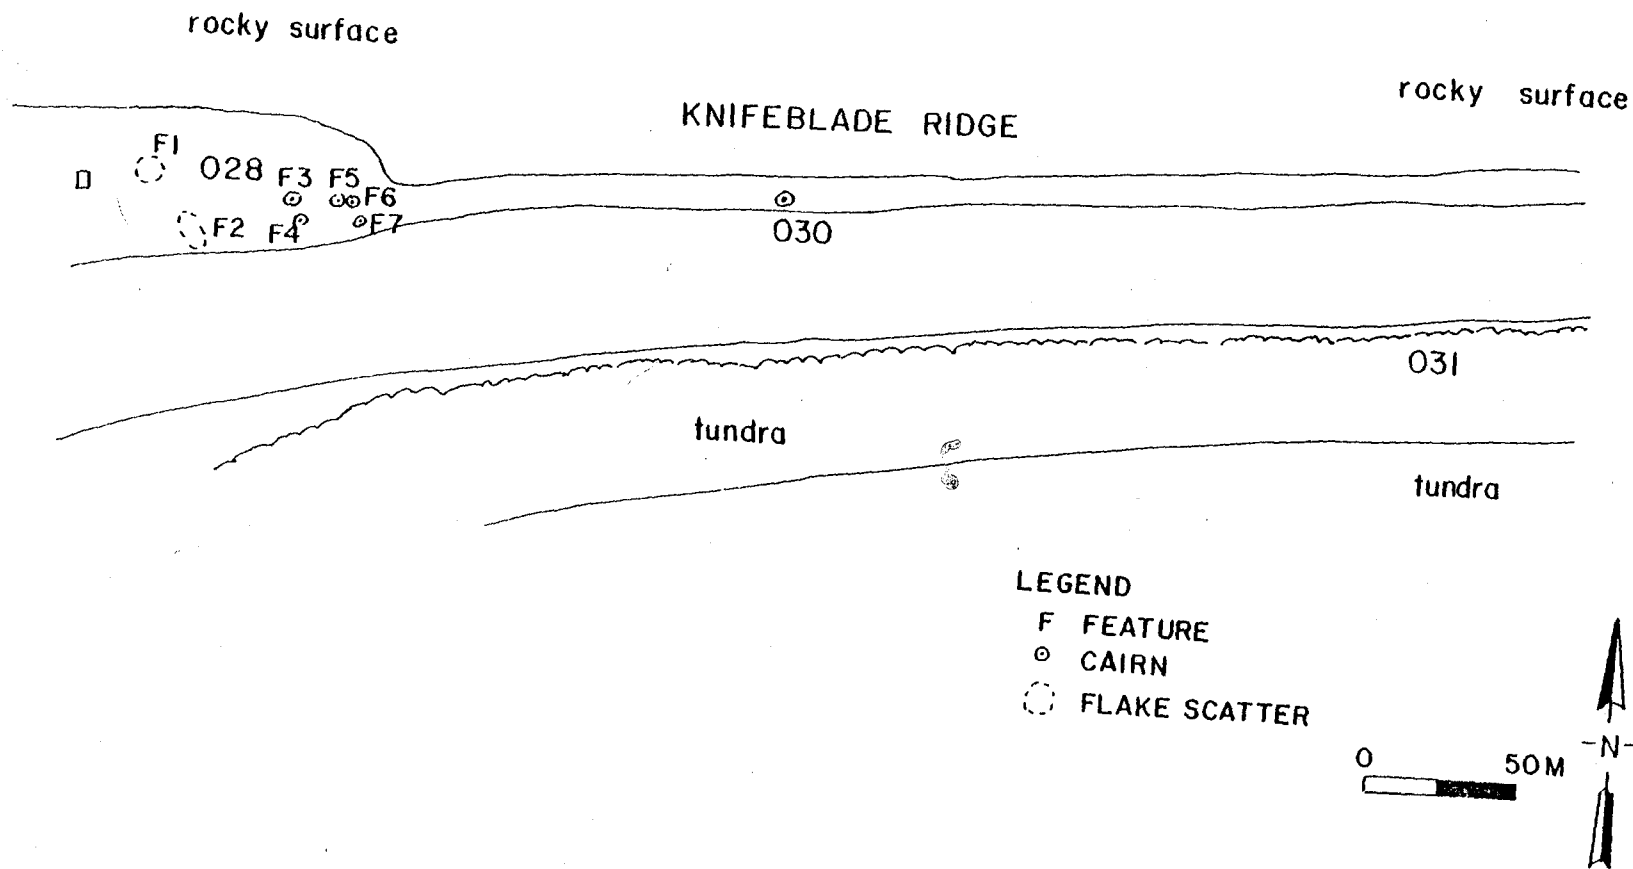 rocky surface
rocky surface
KNIFEBLADE RIDGE
F1
028
F3 F5
F6
F2
F4
F7
030
031
tundra
tundra
LEGEND
F FEATURE
CAIRN
FLAKE SCATTER
0 50M
-N-